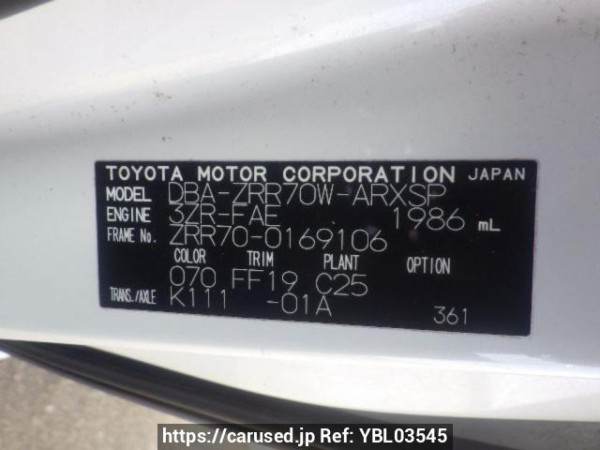 TOYOTA MOTOR CORPORATION JAPAN
MODEL DBA-ZRR70W-ARXSP
ENGINE 3ZR-FAE 1986 mL
FRAME No. ZRR70-0169106
COLOR TRIM PLANT OPTION
070 FF19 C25
TRANS./AXLE K111 -01A
361
https://carused.jp Ref: YBL03545